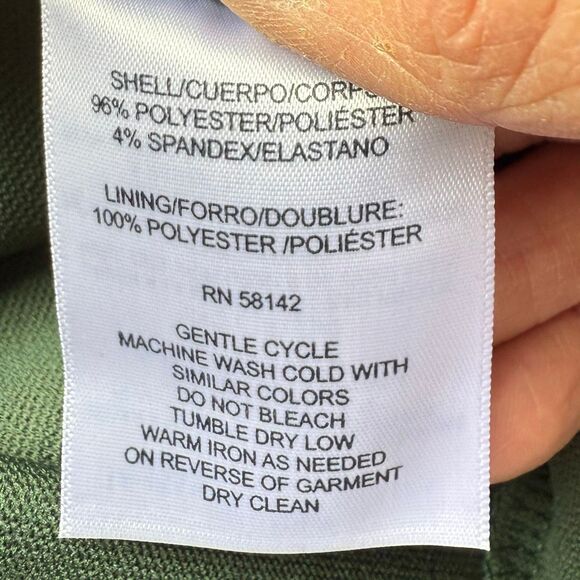 SHELL/CUERPO/CORPS
96% POLYESTER/POLIÉSTER
4% SPANDEX/ELASTANO
LINING/FORRO/DOUBLURE:
100% POLYESTER /POLIÉSTER
RN 58142
GENTLE CYCLE
MACHINE WASH COLD WITH
SIMILAR COLORS
DO NOT BLEACH
TUMBLE DRY LOW
WARM IRON AS NEEDED
ON REVERSE OF GARMENT
DRY CLEAN